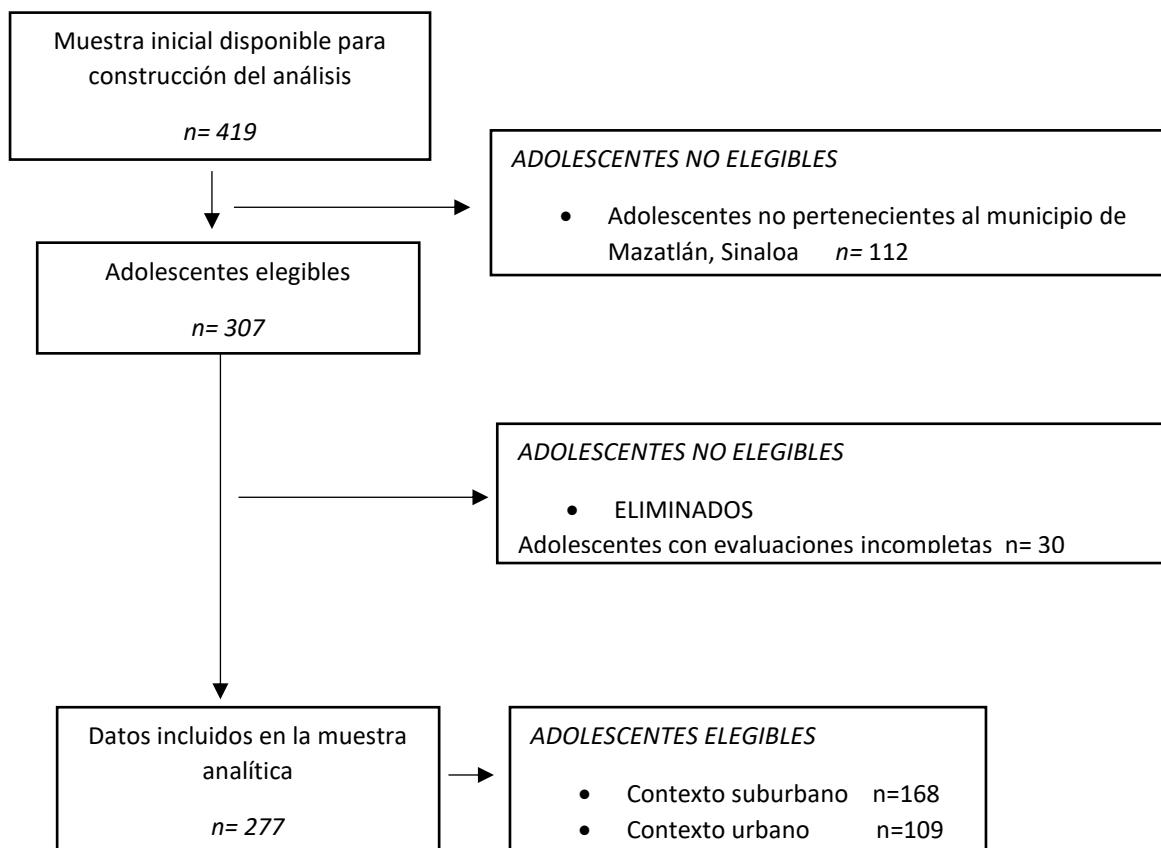 Muestra inicial disponible para
construcción del análisis
n= 419
ADOLESCENTES NO ELEGIBLES
• Adolescentes no pertenecientes al municipio de
Mazatlán, Sinaloa n= 112
Adolescentes elegibles
n= 307
ADOLESCENTES NO ELEGIBLES
• ELIMINADOS
Adolescentes con evaluaciones incompletas n= 30
Datos incluidos en la muestra
analítica
n= 277
ADOLESCENTES ELEGIBLES
• Contexto suburbano n=168
• Contexto urbano n=109